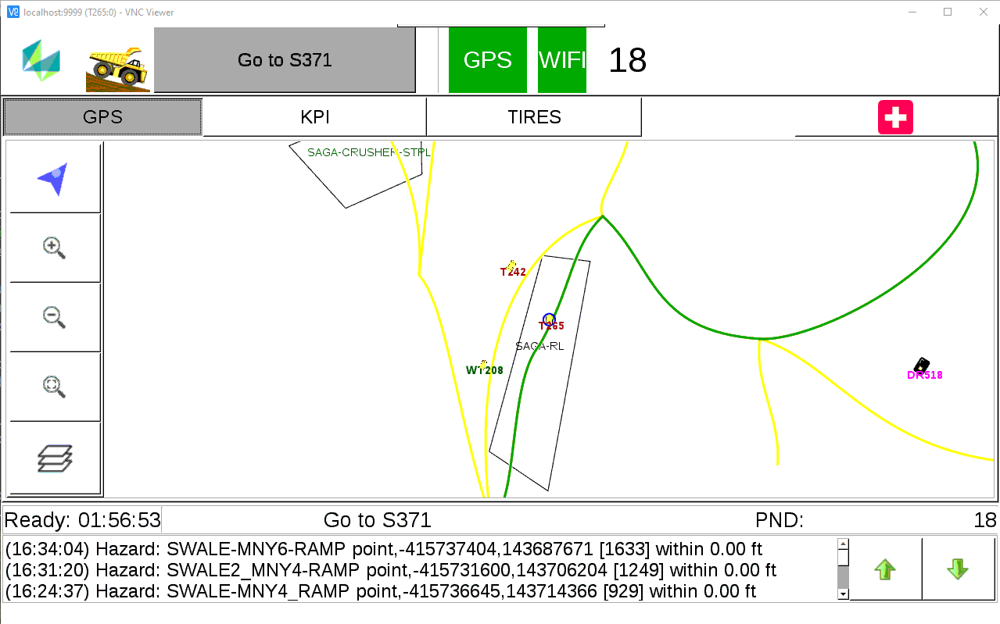 localhost:9999 (T265:0) - VNC Viewer
Go to S371
GPS
WIFI
18
GPS
KPI
TIRES
SAGA-CRUSHER-STPL
T242
T265
SAGA-RL
WT208
DR518
Ready: 01:56:53
Go to S371
PND:
18
(16:34:04) Hazard: SWALE-MNY6-RAMP point,-415737404,143687671 [1633] within 0.00 ft
(16:31:20) Hazard: SWALE2_MNY4-RAMP point,-415731600,143706204 [1249] within 0.00 ft
(16:24:37) Hazard: SWALE-MNY4_RAMP point,-415736645,143714366 [929] within 0.00 ft